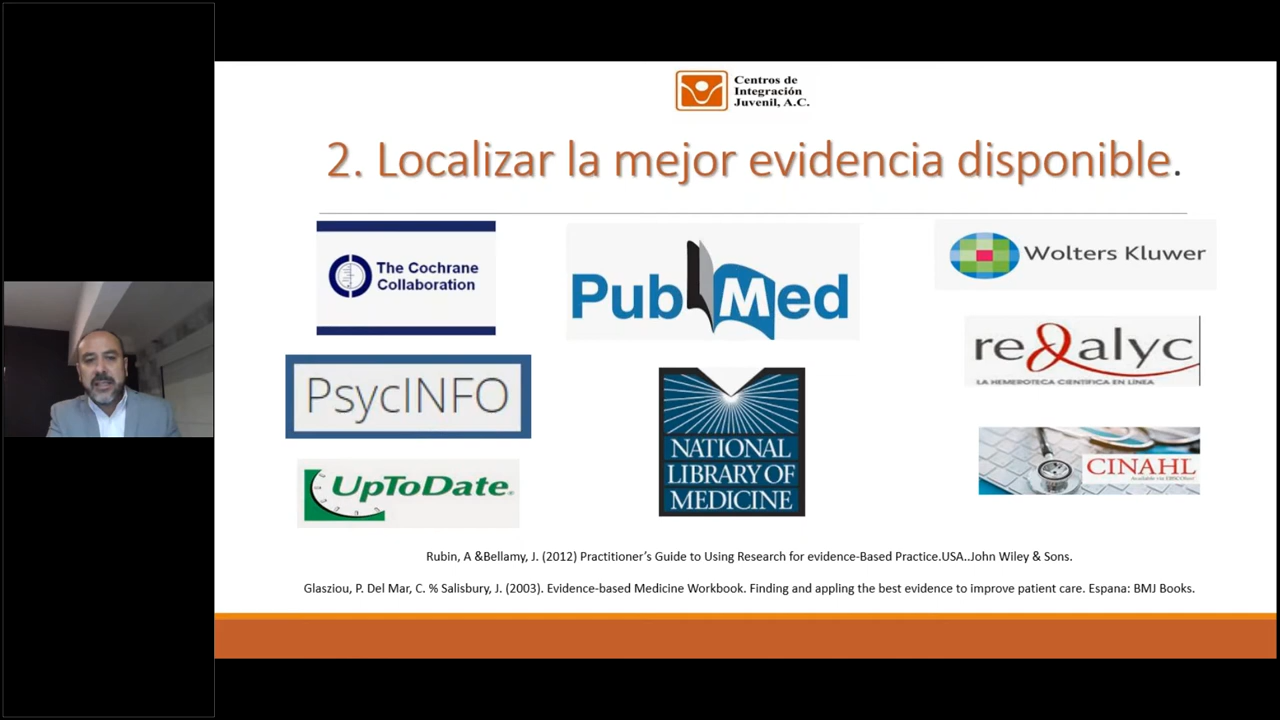 Centros de
Integración
Juvenil, A.C.
2. Localizar la mejor evidencia disponible.
The Cochrane
Collaboration
PubMed
Wolters Kluwer
redalyc
LA HEMEROTECA CIENTÍFICA EN LÍNEA
PsycINFO
NATIONAL
LIBRARY OF
MEDICINE
CINAHL
UpToDate®
Rubin, A &Bellamy, J. (2012) Practitioner's Guide to Using Research for evidence-Based Practice.USA..John Wiley & Sons.
Glasziou, P. Del Mar, C. % Salisbury, J. (2003). Evidence-based Medicine Workbook. Finding and appling the best evidence to improve patient care. Espana: BMJ Books.